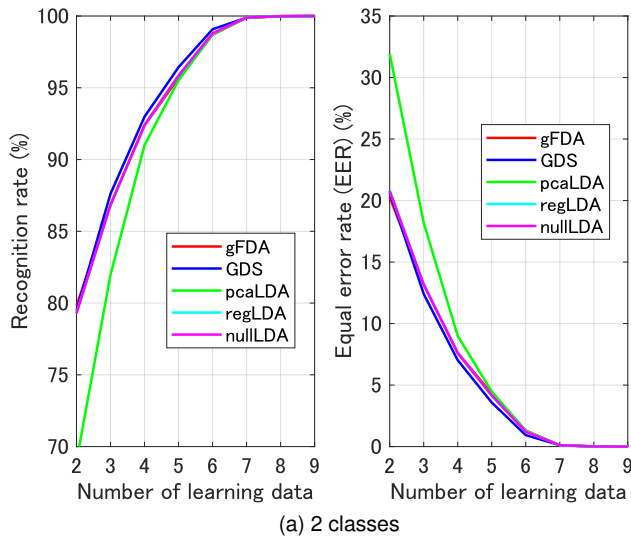 100
95
90
85
80
75
70
2 3 4 5 6 7 8 9
Recognition rate (%)
Number of learning data
gFDA
GDS
pcaLDA
regLDA
nullLDA
35
30
25
20
15
10
5
0
2 3 4 5 6 7 8 9
Equal error rate (EER) (%)
Number of learning data
gFDA
GDS
pcaLDA
regLDA
nullLDA
(a) 2 classes